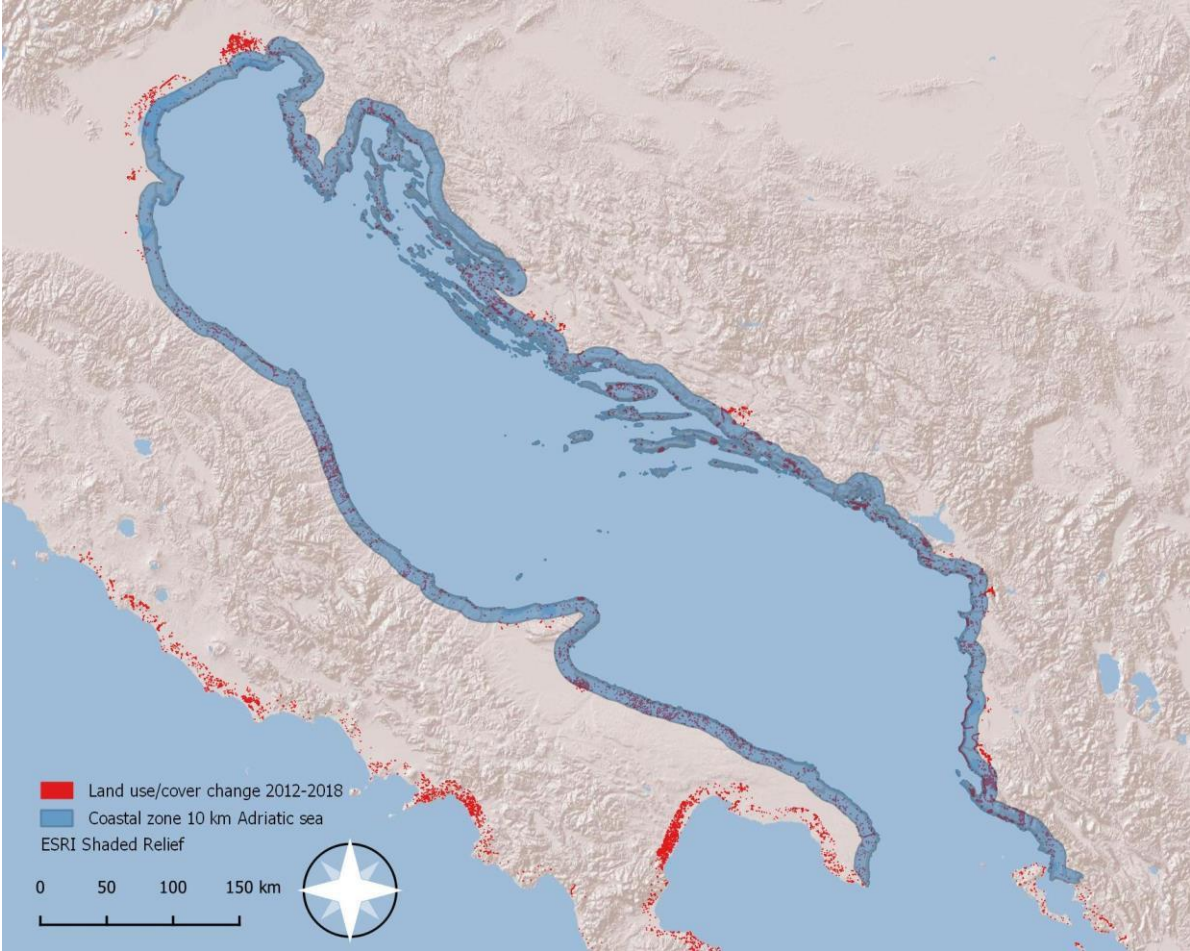 Land use/cover change 2012-2018
Coastal zone 10 km Adriatic sea
ESRI Shaded Relief
0 50 100 150 km